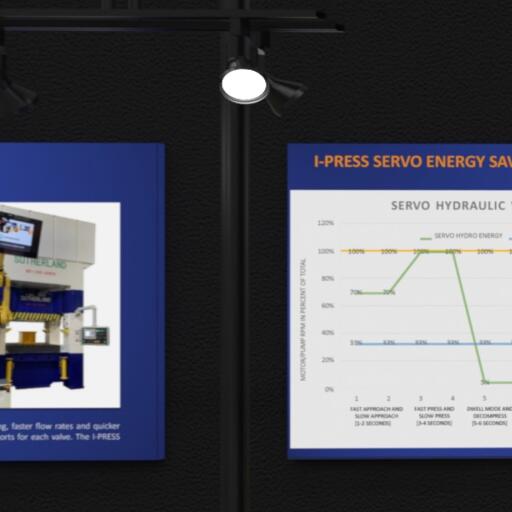 SUTHERLAND
SUTHERLAND
ng, faster flow rates and quicker
orts for each valve. The I-PRESS
I-PRESS SERVO ENERGY SAV
SERVO HYDRAULIC
SERVO HYDRO ENERGY
MOTOR/PUMP RPM IN PERCENT OF TOTAL
120%
100%
80%
60%
40%
20%
0%
100% 100% 100% 100% 100%
70% 70%
33% 33% 33% 33% 33%
5%
1 2 3 4 5
FAST APPROACH AND
SLOW APPROACH
[1-2 SECONDS]
FAST PRESS AND
SLOW PRESS
[3-4 SECONDS]
DWELL MODE AND
DECOMPRESS
[5-6 SECONDS]